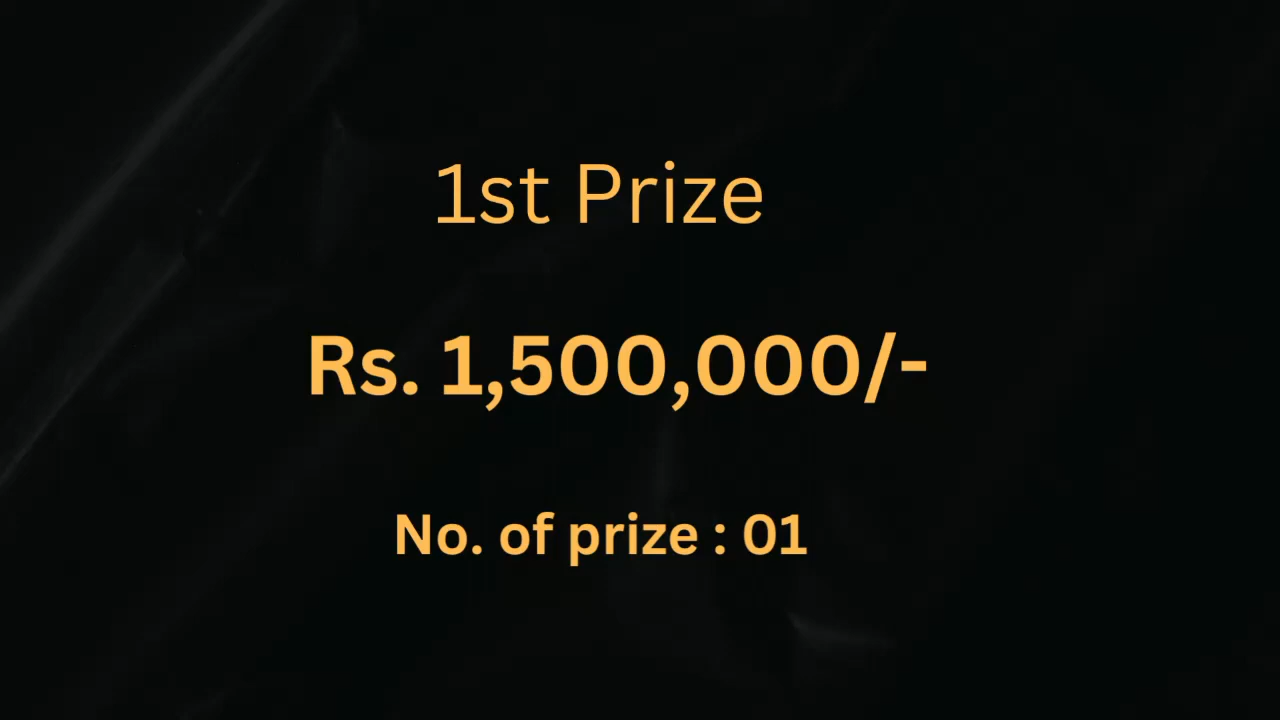 1st Prize
Rs. 1,500,000/-
No. of prize : 01